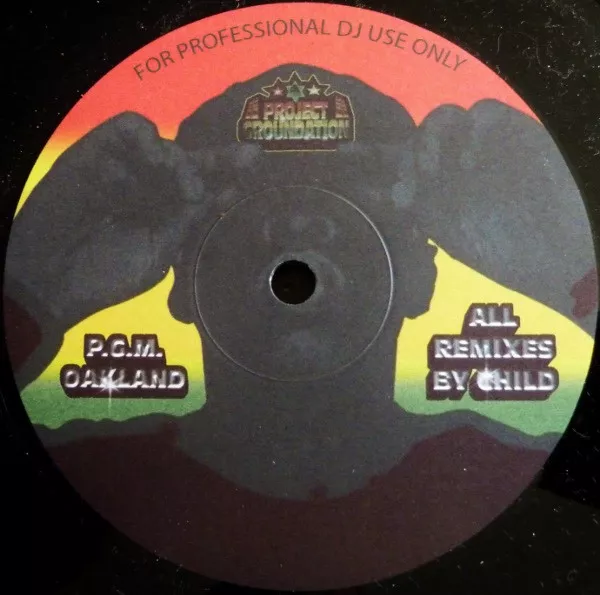 FOR PROFESSIONAL DJ USE ONLY
PROJECT
GROUNDATION
P.G.M.
OAKLAND
ALL
REMIXES
BY CHILD